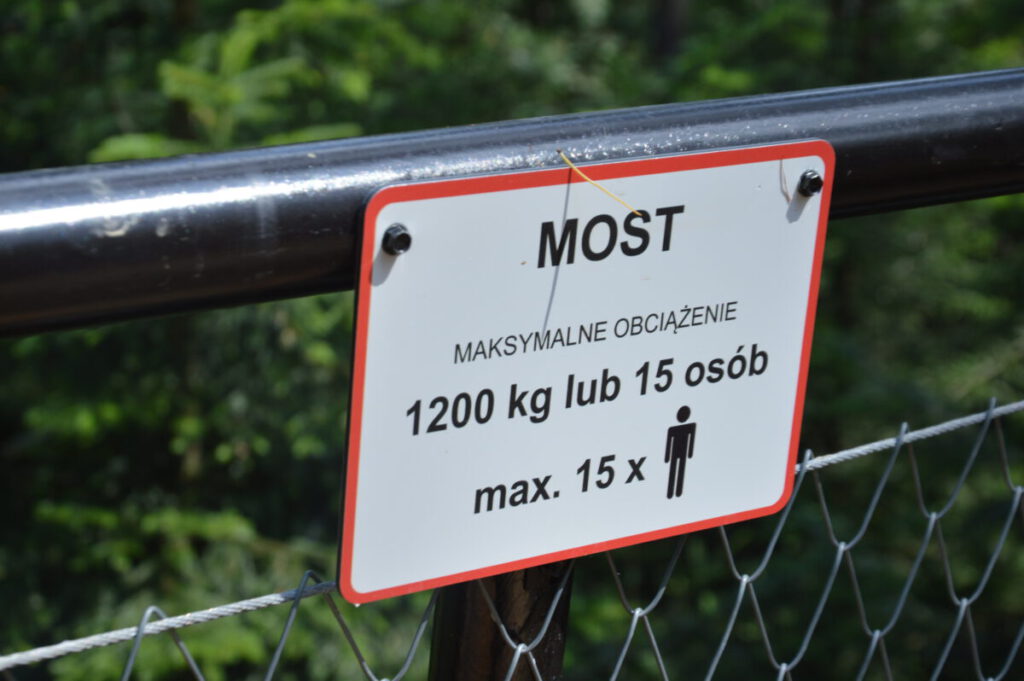 MOST
MAKSYMALNE OBCIĄŻENIE
1200 kg lub 15 osób
max. 15 x